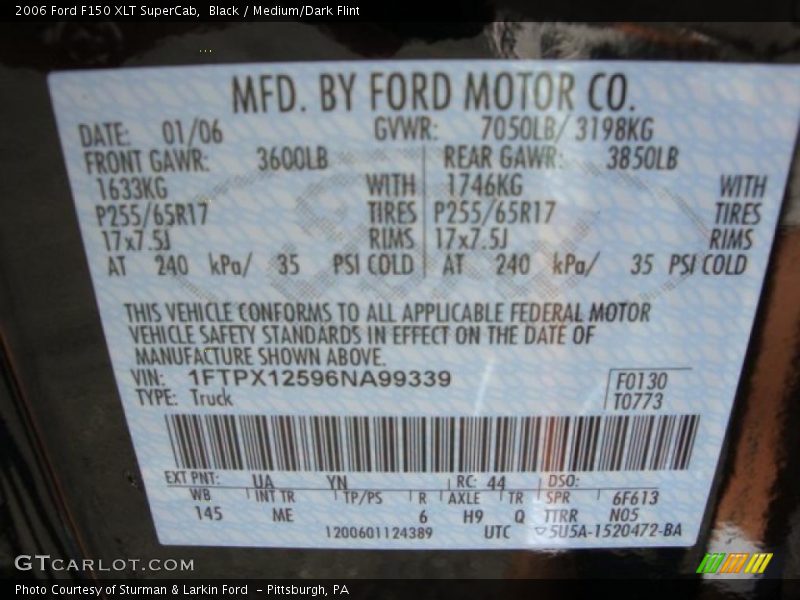 2006 Ford F150 XLT SuperCab, Black / Medium/Dark Flint
MFD. BY FORD MOTOR CO.
DATE: 01/06 GVWR: 7050LB/ 3198KG
FRONT GAWR: 3600LB REAR GAWR: 3850LB
1633KG WITH 1746KG WITH
P255/65R17 TIRES P255/65R17 TIRES
17x7.5J RIMS 17x7.5J RIMS
AT 240 kPa/ 35 PSI COLD AT 240 kPa/ 35 PSI COLD
THIS VEHICLE CONFORMS TO ALL APPLICABLE FEDERAL MOTOR
VEHICLE SAFETY STANDARDS IN EFFECT ON THE DATE OF
MANUFACTURE SHOWN ABOVE.
VIN: 1FTPX12596NA99339 F0130
TYPE: Truck T0773
EXT PNT: UA YN RC: 44 DSO:
WB INT TR TP/PS R AXLE TR SPR 6F613
145 ME 6 H9 Q TTRR N05
1200601124389 UTC ▽5U5A-1520472-BA
GTCARLOT.COM
Photo Courtesy of Sturman & Larkin Ford - Pittsburgh, PA